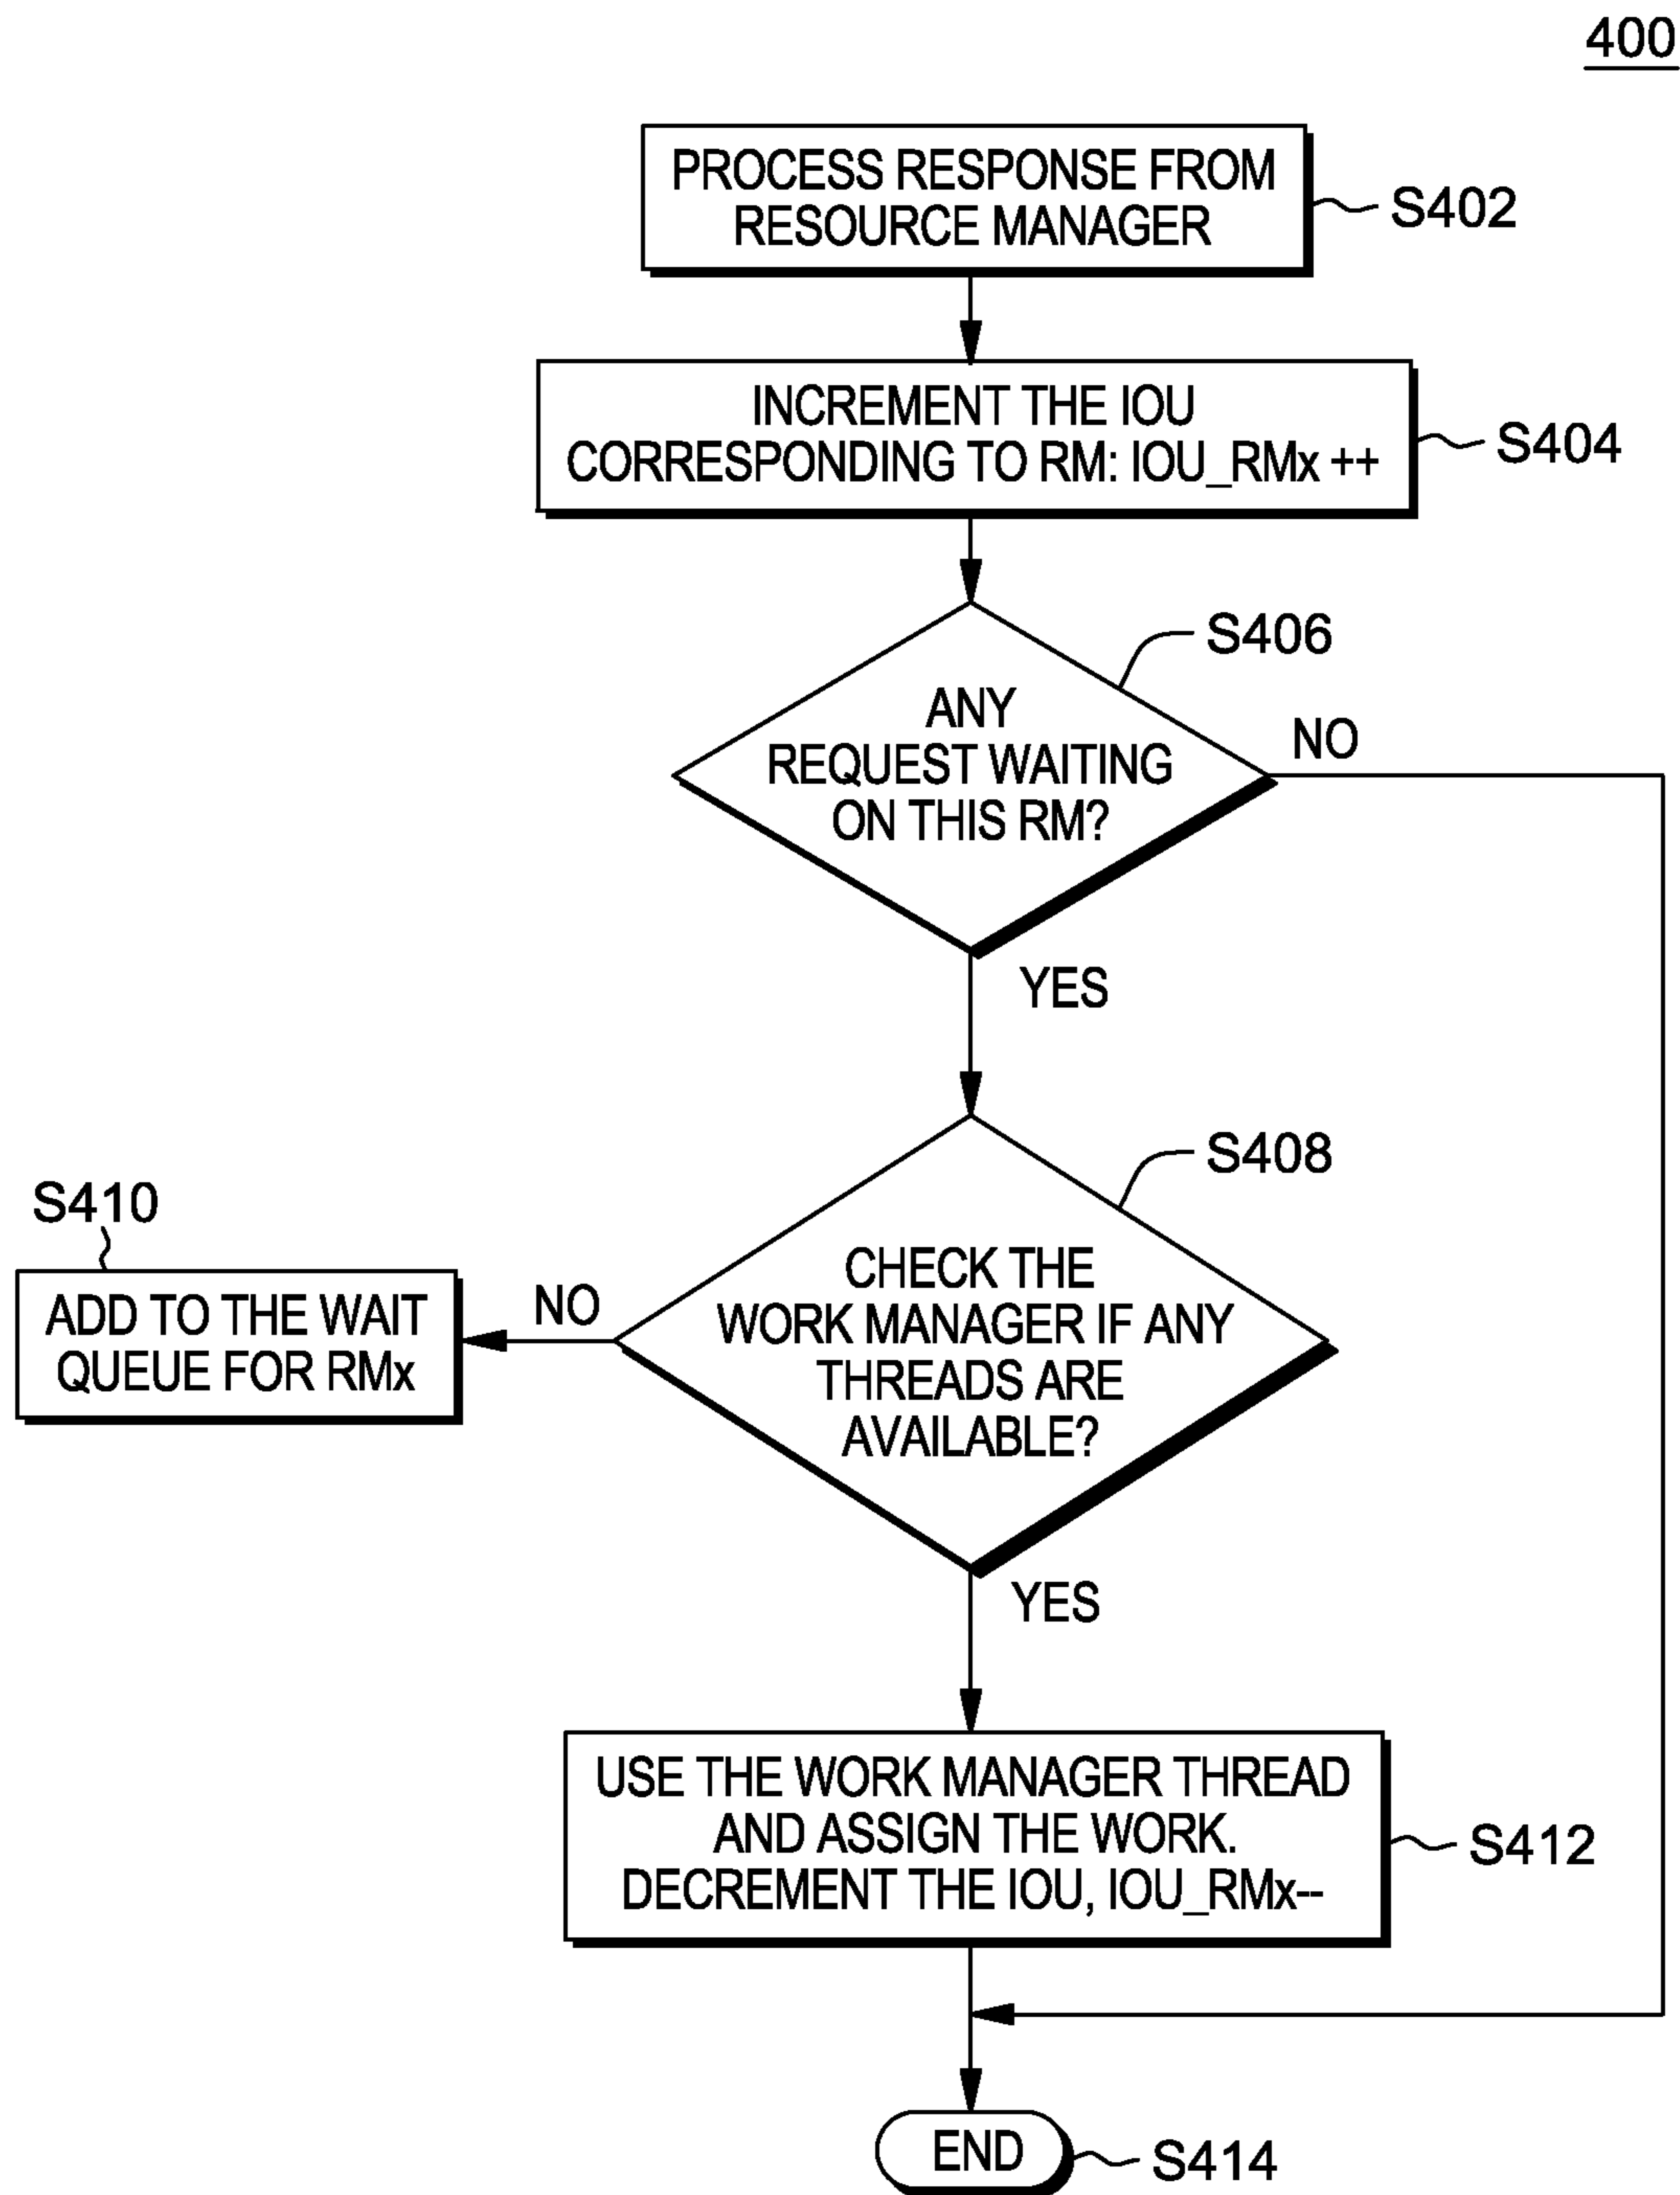 400
PROCESS RESPONSE FROM
RESOURCE MANAGER
S402
INCREMENT THE IOU
CORRESPONDING TO RM: IOU_RMx ++
S404
S406
ANY
REQUEST WAITING
ON THIS RM?
NO
YES
S408
CHECK THE
WORK MANAGER IF ANY
THREADS ARE
AVAILABLE?
NO
S410
ADD TO THE WAIT
QUEUE FOR RMx
YES
USE THE WORK MANAGER THREAD
AND ASSIGN THE WORK.
DECREMENT THE IOU, IOU_RMx--
S412
END
S414